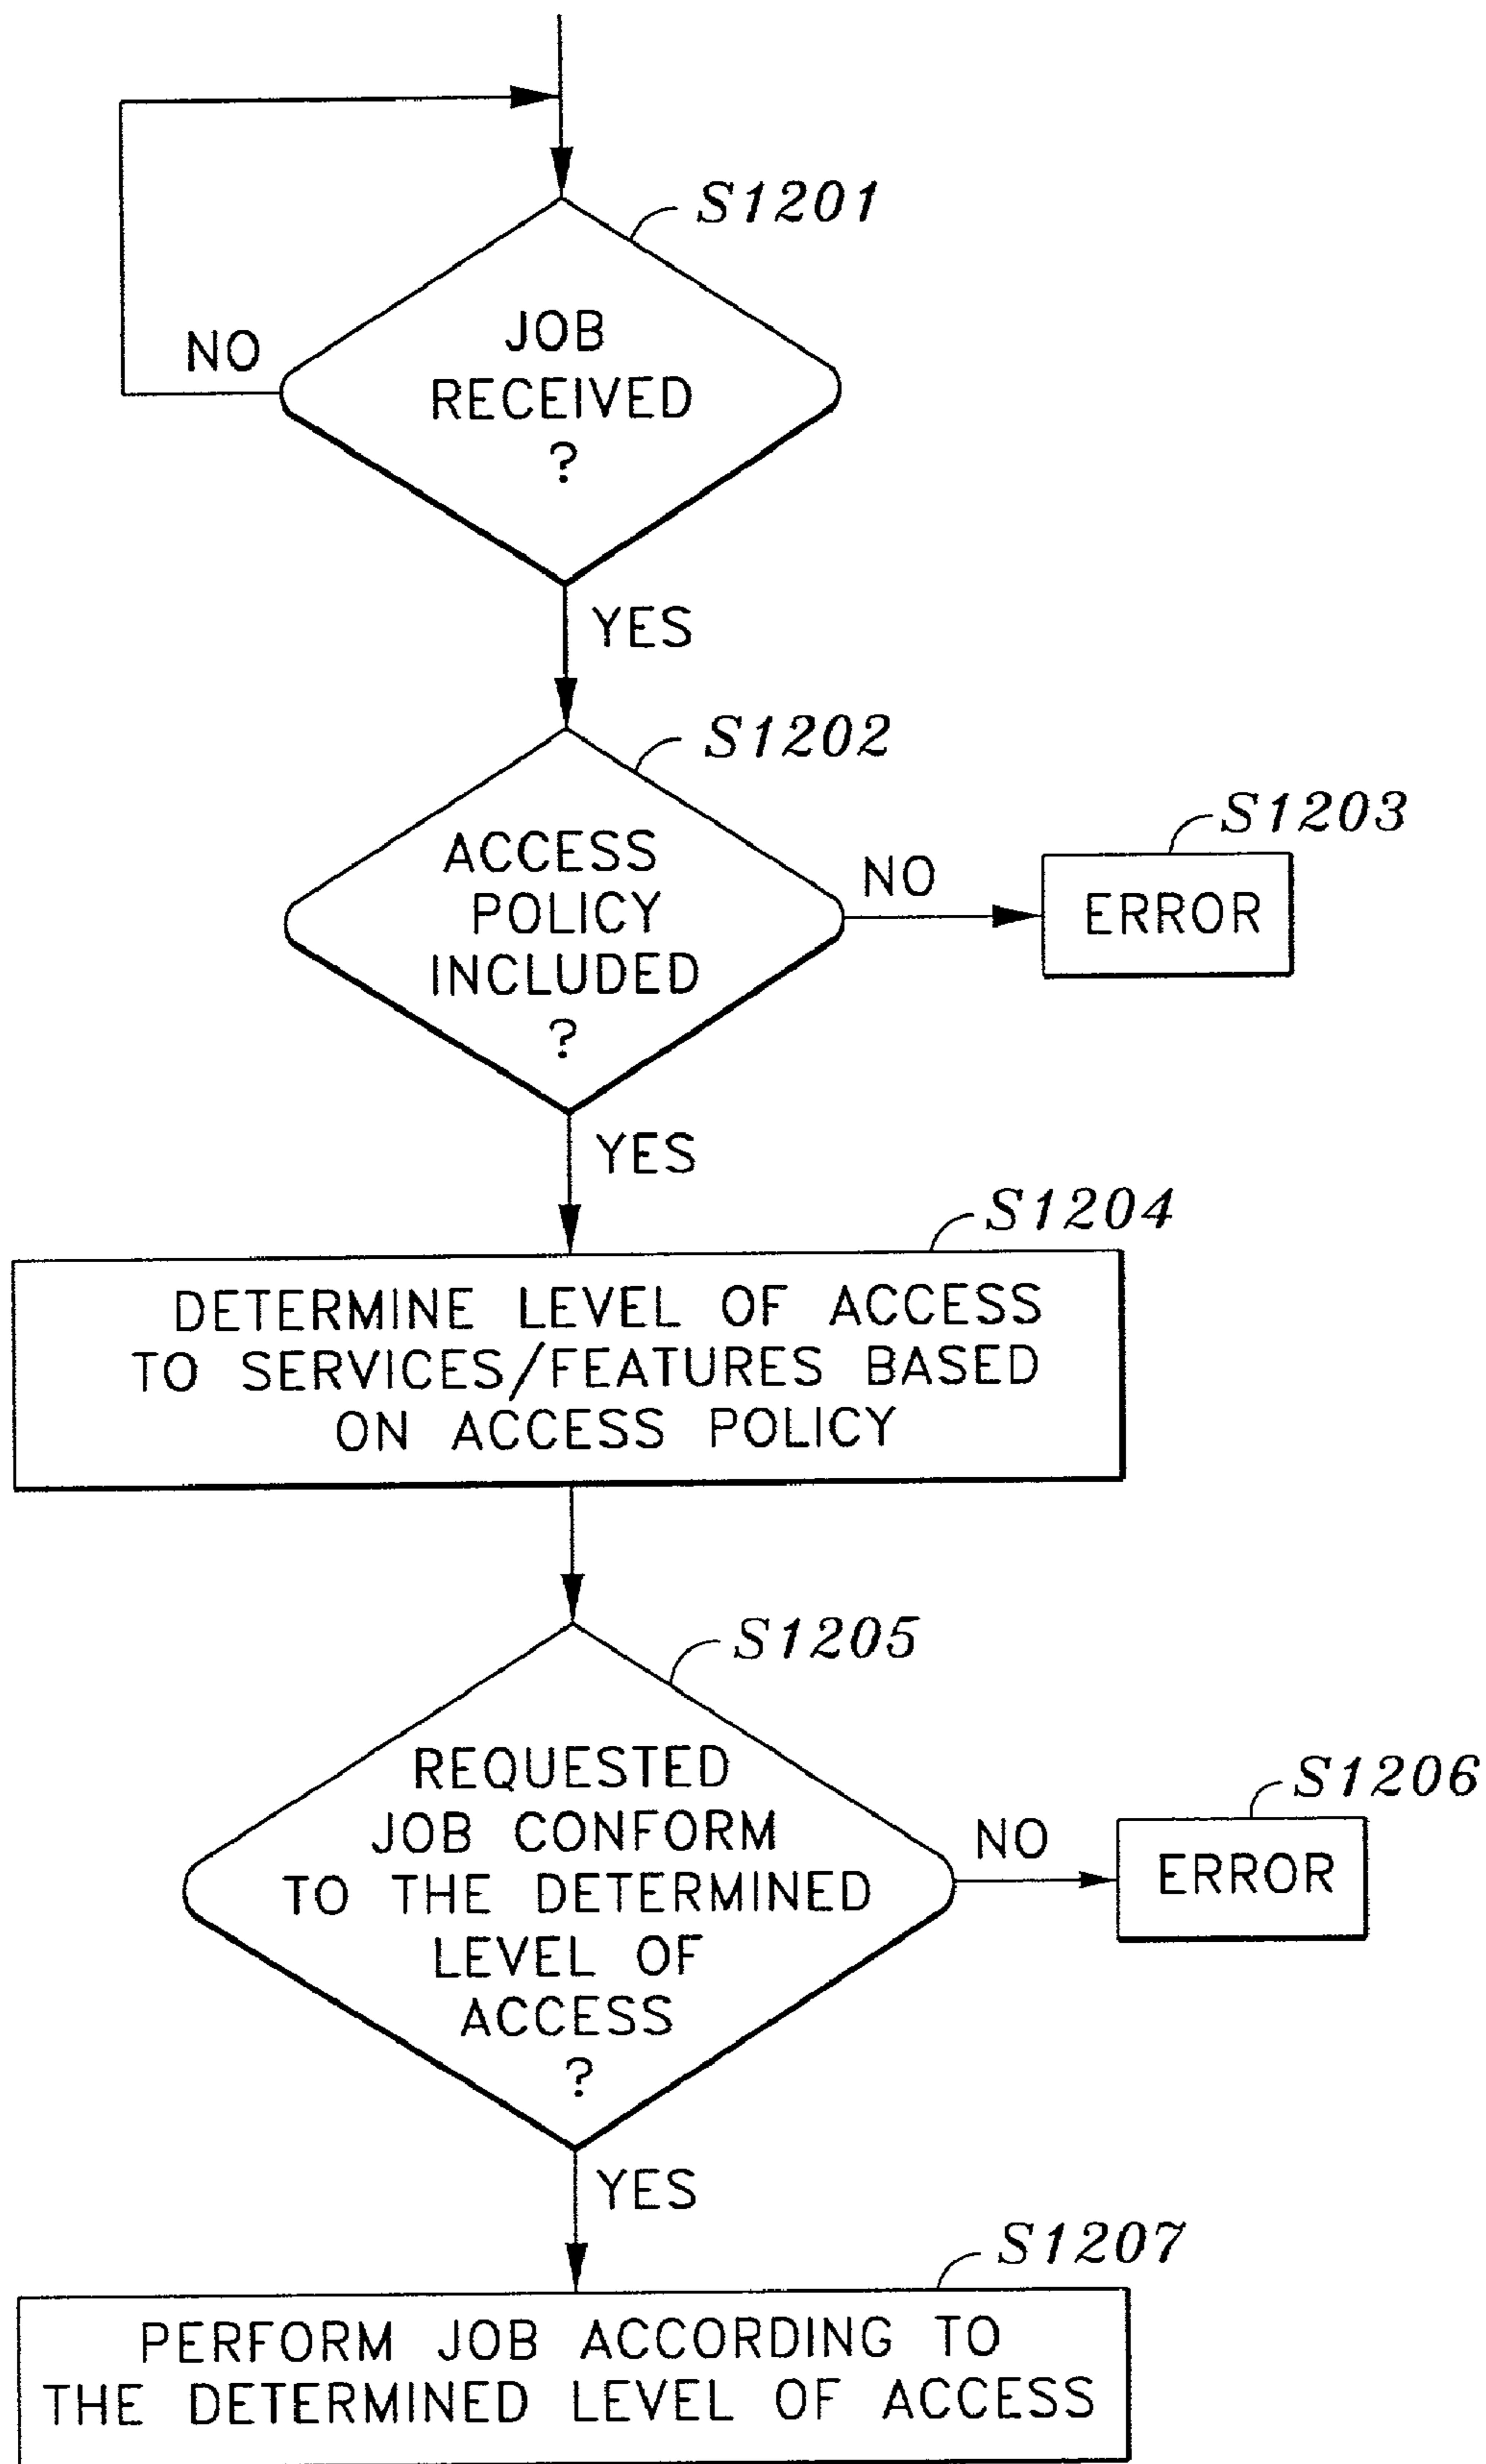 S1201
JOB
RECEIVED
?
NO
YES
S1202
ACCESS
POLICY
INCLUDED
?
NO
S1203
ERROR
YES
S1204
DETERMINE LEVEL OF ACCESS
TO SERVICES/FEATURES BASED
ON ACCESS POLICY
S1205
REQUESTED
JOB CONFORM
TO THE DETERMINED
LEVEL OF
ACCESS
?
NO
S1206
ERROR
YES
S1207
PERFORM JOB ACCORDING TO
THE DETERMINED LEVEL OF ACCESS